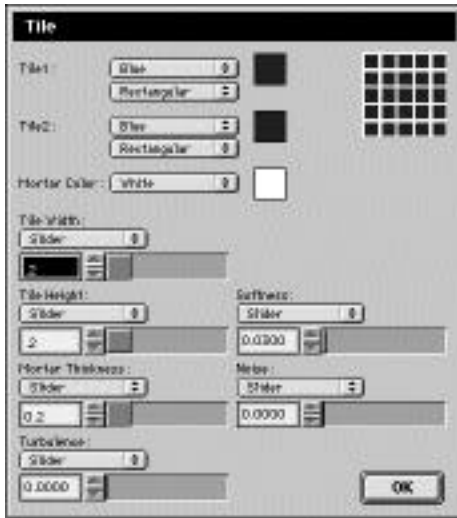 Tile
Tile1: Blue
Rectangular
Tile2: Blue
Rectangular
Mortar Color: White
Tile Width:
Slider
.2
Tile Height: Softness:
Slider Slider
.2 0.0300
Mortar Thickness: Noise:
Slider Slider
0.2 0.0000
Turbulence:
Slider
0.0000
OK